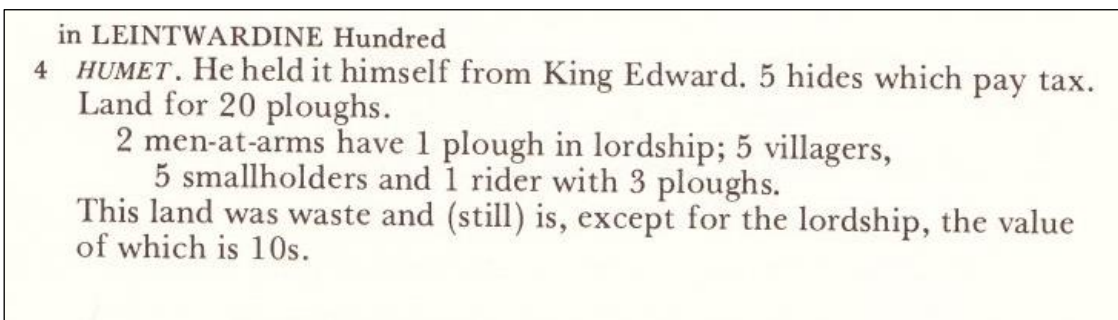 in LEINTWARDINE Hundred
4 HUMET. He held it himself from King Edward. 5 hides which pay tax.
Land for 20 ploughs.
2 men-at-arms have 1 plough in lordship; 5 villagers,
5 smallholders and 1 rider with 3 ploughs.
This land was waste and (still) is, except for the lordship, the value
of which is 10s.